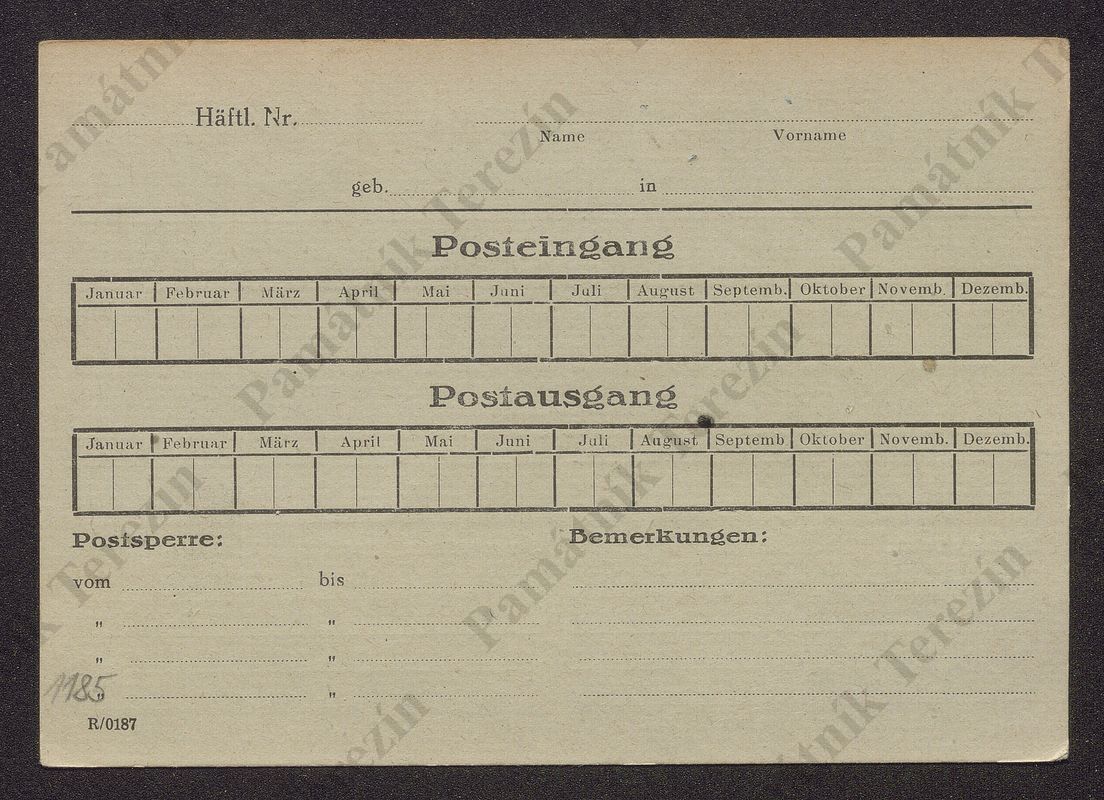 Häftl. Nr.
Name Vorname
geb. in
Posteingang
Januar Februar März April Mai Juni Juli August Septemb. Oktober Novemb. Dezemb.
Postausgang
Januar Februar März April Mai Juni Juli August Septemb Oktober Novemb. Dezemb.
Postsperre: Bemerkungen:
vom bis
" "
" "
" "
1185
R/0187
Památník Terezín